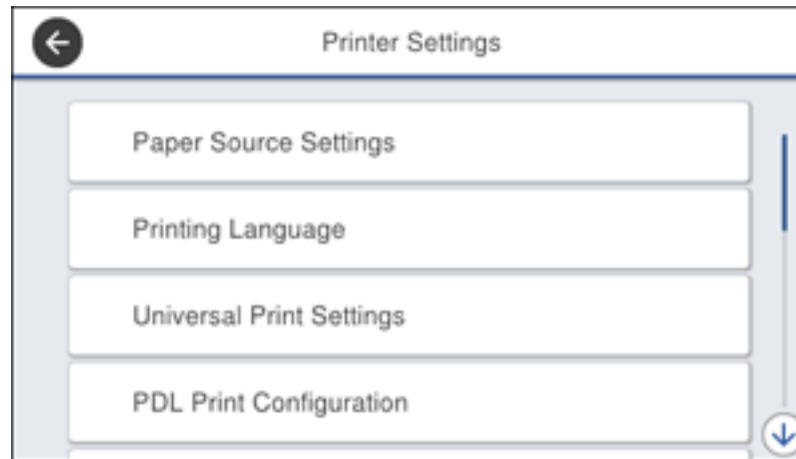 Printer Settings
Paper Source Settings
Printing Language
Universal Print Settings
PDL Print Configuration